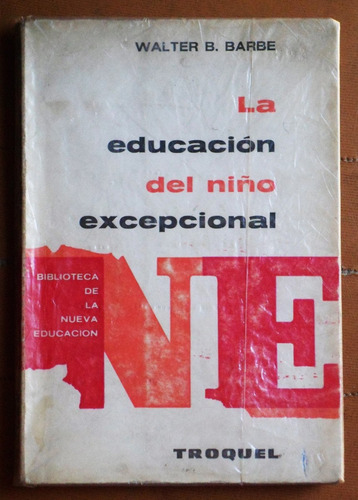 WALTER B. BARBE
La
educación
del niño
excepcional
BIBLIOTECA
DE
LA
NUEVA
EDUCACION
NE
TROQUEL